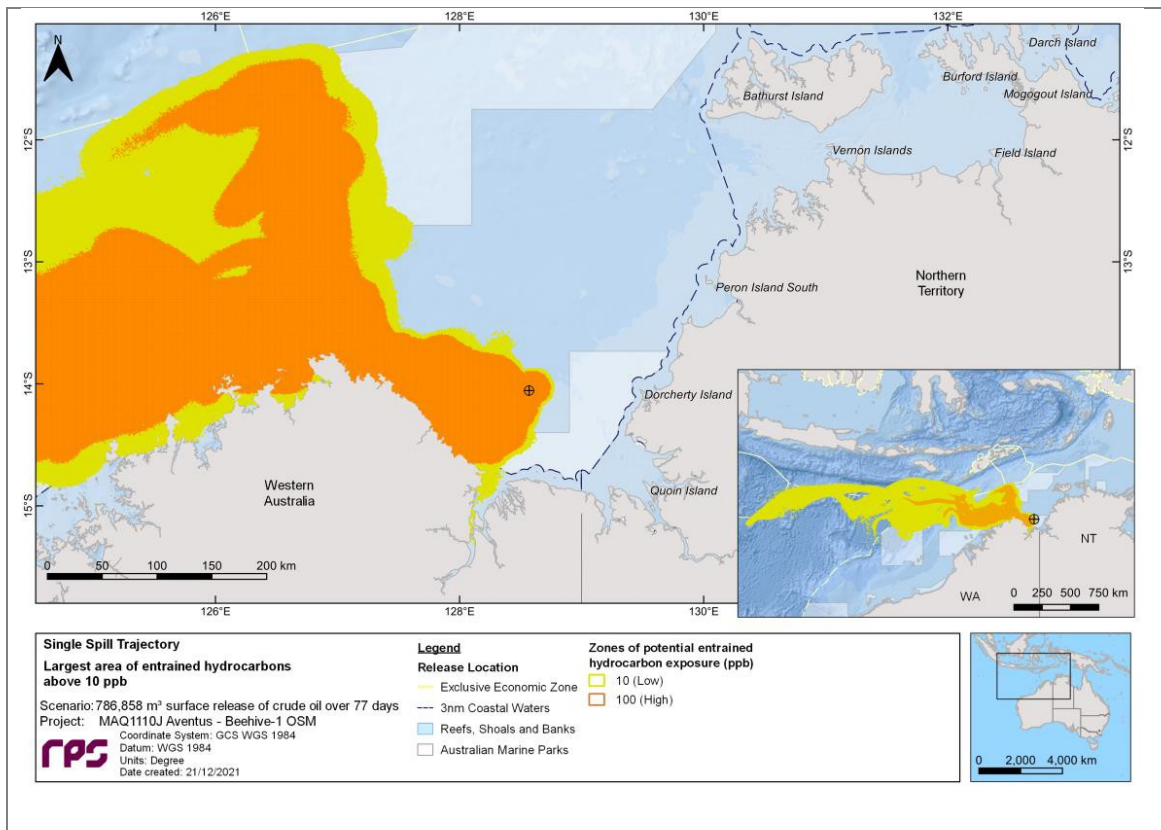 126°E
128°E
130°E
132°E
N
Darch Island
Burford Island
Bathurst Island
Mogogout Island
12°S
12°S
Vernon Islands
Field Island
13°S
13°S
Northern
Territory
Peron Island South
14°S
Dorcherty Island
Western
Australia
Quoin Island
15°S
0 50 100 150 200 km
NT
WA
0 250 500 750 km
126°E
128°E
130°E
Single Spill Trajectory
Largest area of entrained hydrocarbons
above 10 ppb
Scenario: 786,858 m³ surface release of crude oil over 77 days
Project: MAQ1110J Aventus - Beehive-1 OSM
rps
Coordinate System: GCS WGS 1984
Datum: WGS 1984
Units: Degree
Date created: 21/12/2021
Legend
Release Location
Exclusive Economic Zone
3nm Coastal Waters
Reefs, Shoals and Banks
Australian Marine Parks
Zones of potential entrained
hydrocarbon exposure (ppb)
10 (Low)
100 (High)
0 2,000 4,000 km